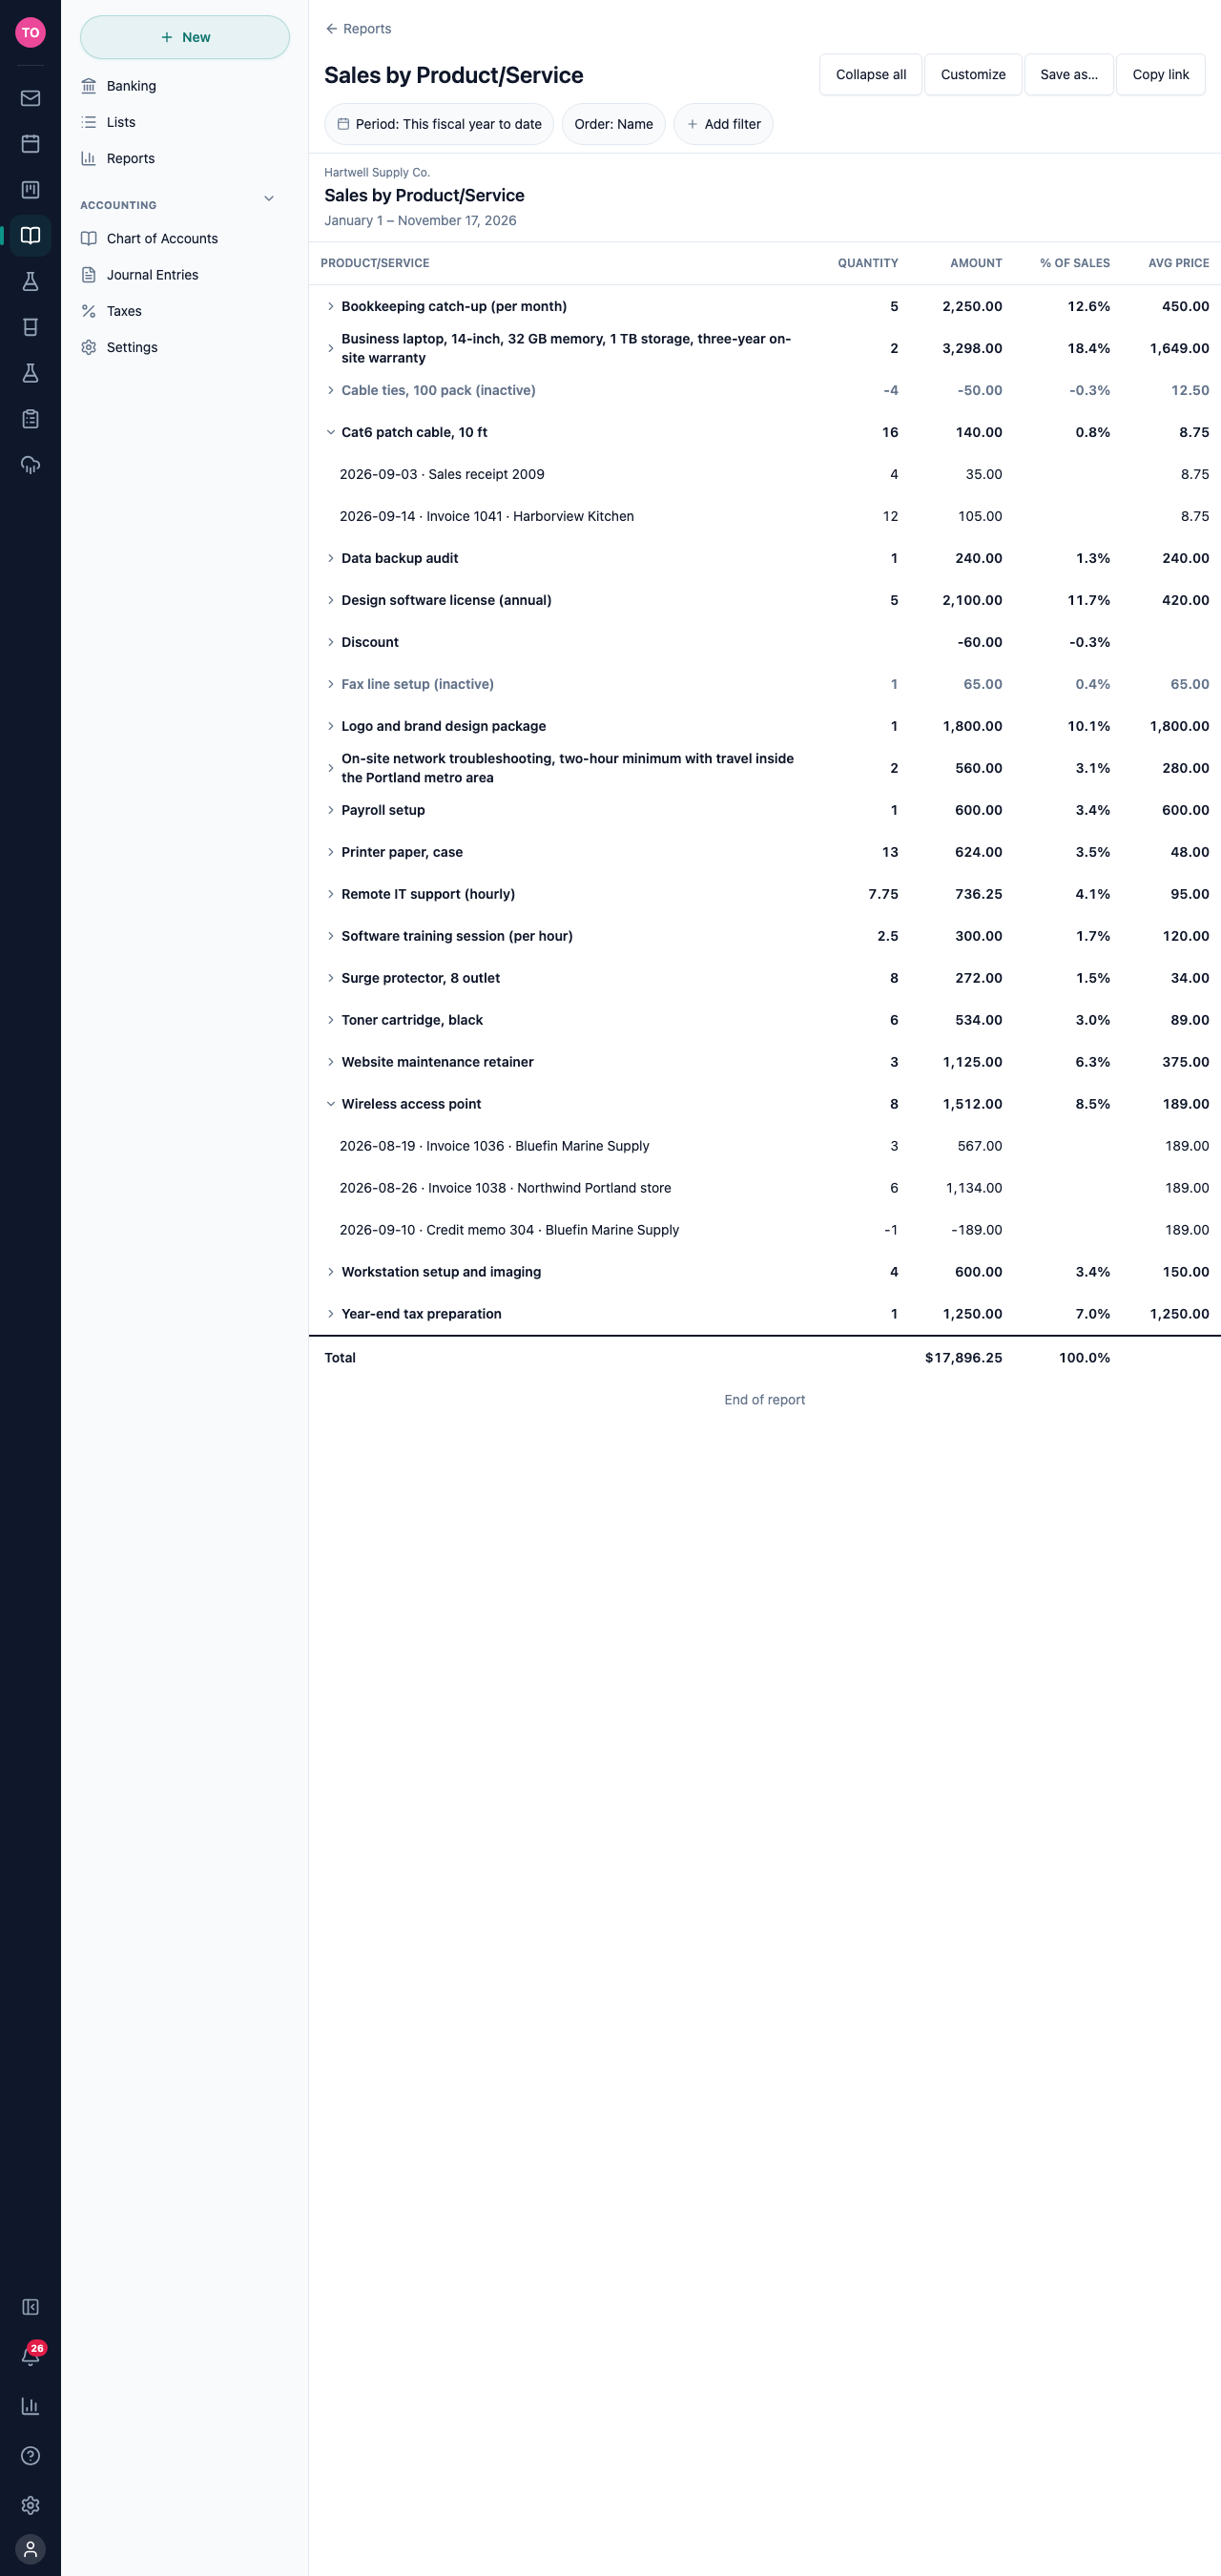 TO
New
Banking
Lists
Reports
ACCOUNTING
Chart of Accounts
Journal Entries
Taxes
Settings
26
Reports
Sales by Product/Service
Collapse all
Customize
Save as...
Copy link
Period: This fiscal year to date
Order: Name
Add filter
Hartwell Supply Co.
Sales by Product/Service
January 1 – November 17, 2026
PRODUCT/SERVICE QUANTITY AMOUNT % OF SALES AVG PRICE
Bookkeeping catch-up (per month) 5 2,250.00 12.6% 450.00
Business laptop, 14-inch, 32 GB memory, 1 TB storage, three-year on-
site warranty 2 3,298.00 18.4% 1,649.00
Cable ties, 100 pack (inactive) -4 -50.00 -0.3% 12.50
Cat6 patch cable, 10 ft 16 140.00 0.8% 8.75
2026-09-03 · Sales receipt 2009 4 35.00 8.75
2026-09-14 · Invoice 1041 · Harborview Kitchen 12 105.00 8.75
Data backup audit 1 240.00 1.3% 240.00
Design software license (annual) 5 2,100.00 11.7% 420.00
Discount -60.00 -0.3%
Fax line setup (inactive) 1 65.00 0.4% 65.00
Logo and brand design package 1 1,800.00 10.1% 1,800.00
On-site network troubleshooting, two-hour minimum with travel inside
the Portland metro area 2 560.00 3.1% 280.00
Payroll setup 1 600.00 3.4% 600.00
Printer paper, case 13 624.00 3.5% 48.00
Remote IT support (hourly) 7.75 736.25 4.1% 95.00
Software training session (per hour) 2.5 300.00 1.7% 120.00
Surge protector, 8 outlet 8 272.00 1.5% 34.00
Toner cartridge, black 6 534.00 3.0% 89.00
Website maintenance retainer 3 1,125.00 6.3% 375.00
Wireless access point 8 1,512.00 8.5% 189.00
2026-08-19 · Invoice 1036 · Bluefin Marine Supply 3 567.00 189.00
2026-08-26 · Invoice 1038 · Northwind Portland store 6 1,134.00 189.00
2026-09-10 · Credit memo 304 · Bluefin Marine Supply -1 -189.00 189.00
Workstation setup and imaging 4 600.00 3.4% 150.00
Year-end tax preparation 1 1,250.00 7.0% 1,250.00
Total $17,896.25 100.0%
End of report